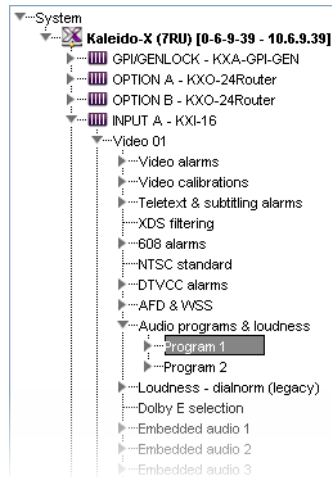 System
Kaleido-X (7RU) [0-6-9-39 - 10.6.9.39]
GPI/GENLOCK - KXA-GPI-GEN
OPTION A - KXO-24Router
OPTION B - KXO-24Router
INPUT A - KXI-16
Video 01
Video alarms
Video calibrations
Teletext & subtitling alarms
XDS filtering
608 alarms
NTSC standard
DTVCC alarms
AFD & WSS
Audio programs & loudness
Program 1
Program 2
Loudness - dialnorm (legacy)
Dolby E selection
Embedded audio 1
Embedded audio 2
Embedded audio 3